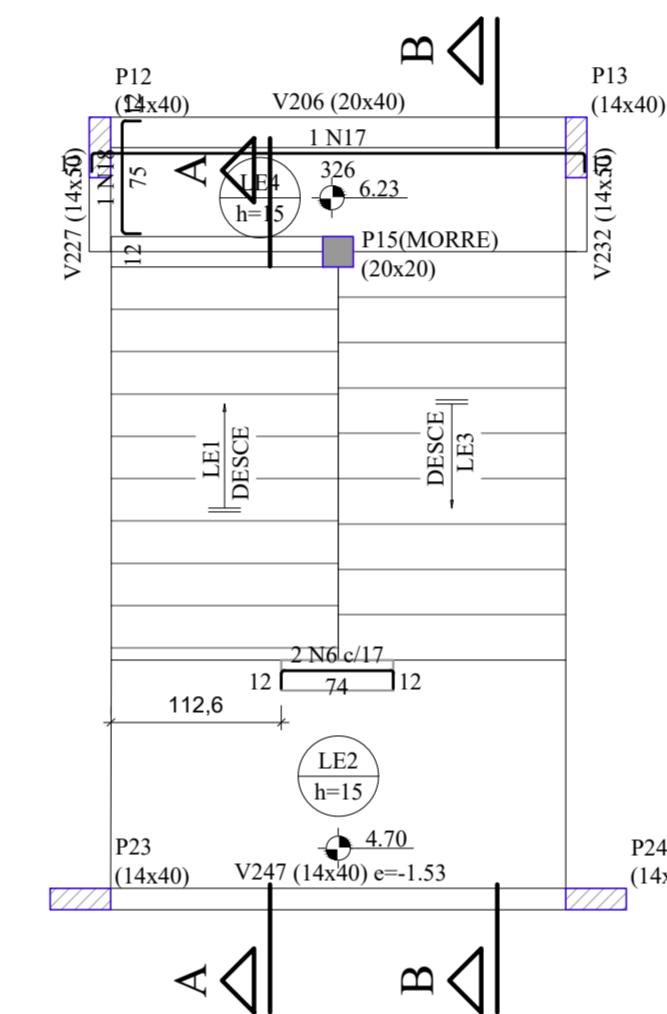 B
P12
(14x40)
12
V206 (20x40)
P13
(14x40)
1 N17
1 N18
75
12
A
LE4
h=15
326
6.23
V227 (14x50)
V232 (14x50)
P15(MORRE)
(20x20)
LE1
DESCE
DESCE
LE3
2 N6 c/17
12
74
12
112,6
LE2
h=15
4.70
P23
(14x40)
V247 (14x40) e=-1.53
P24
(14x
A
B